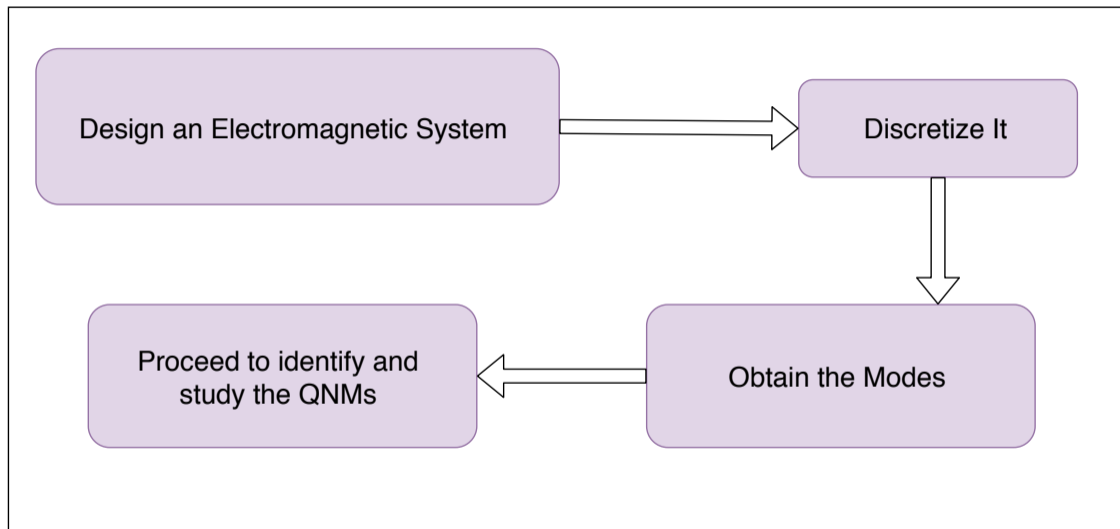 Design an Electromagnetic System
Discretize It
Obtain the Modes
Proceed to identify and
study the QNMs